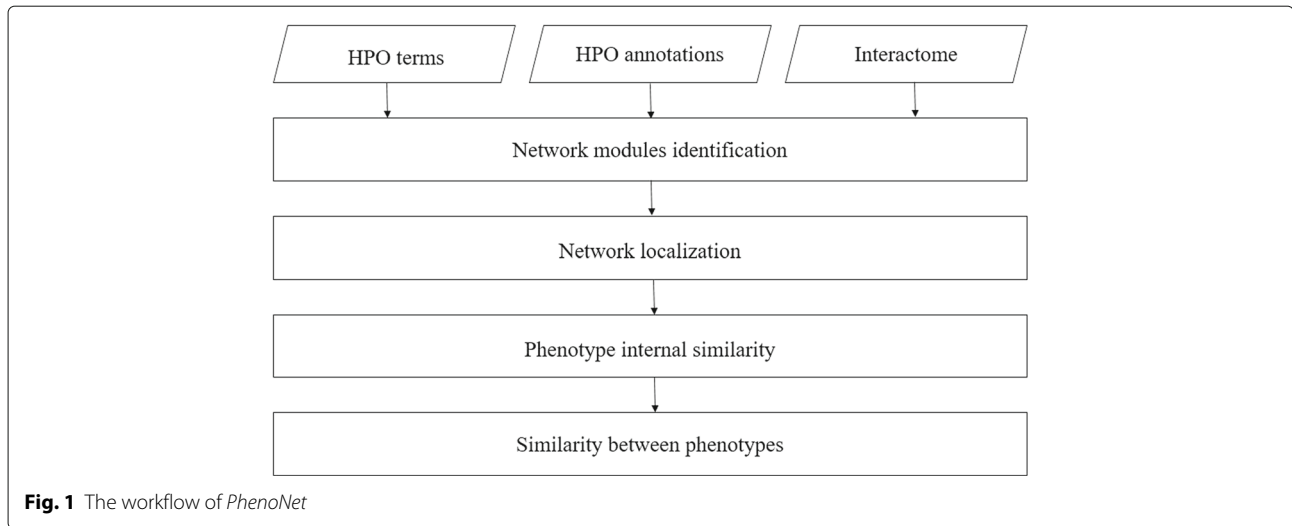 HPO terms
HPO annotations
Interactome
Network modules identification
Network localization
Phenotype internal similarity
Similarity between phenotypes
Fig. 1 The workflow of PhenoNet